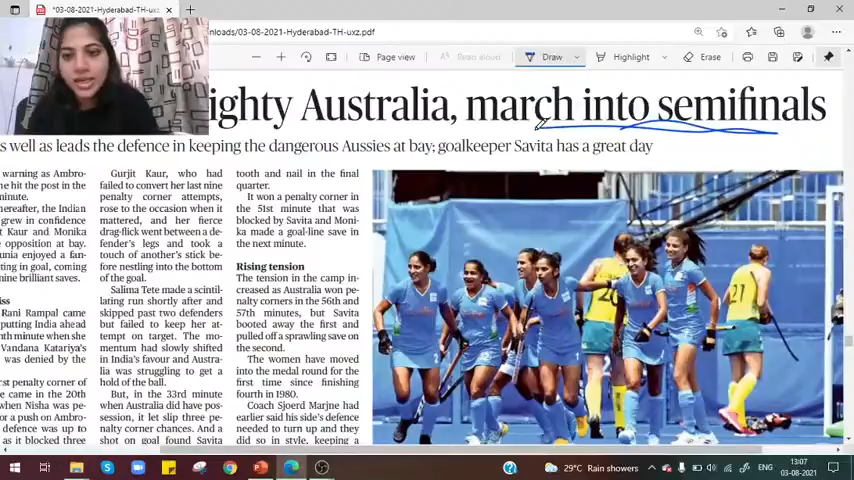 *03-08-2021-Hyderabad-TH-uxz.p
nloads/03-08-2021-Hyderabad-TH-uxz.pdf
Page view
Read aloud
Draw
Highlight
Erase
ighty Australia, march into semifinals
s well as leads the defence in keeping the dangerous Aussies at bay; goalkeeper Savita has a great day
warning as Ambro-
e hit the post in the
minute.
hereafter, the Indian
grew in confidence
t Kaur and Monika
e opposition at bay.
unia enjoyed a fan-
sting in goal, coming
nine brilliant saves.
iss
Rani Rampal came
putting India ahead
nth minute when she
Vandana Katariya's
was denied by the
rst penalty corner of
e came in the 20th
when Nisha was pe-
or a push on Ambro-
defence was up to
as it blocked three
Gurjit Kaur, who had
failed to convert her last nine
penalty corner attempts,
rose to the occasion when it
mattered, and her fierce
drag-flick went between a de-
fender's legs and took a
touch of another's stick be-
fore nestling into the bottom
of the goal.
Salima Tete made a scintil-
lating run shortly after and
skipped past two defenders
but failed to keep her at-
tempt on target. The mo-
mentum had slowly shifted
in India's favour and Austra-
lia was struggling to get a
hold of the ball.
But, in the 33rd minute
when Australia did have pos-
session, it let slip three pe-
nalty corner chances. And a
shot on goal found Savita
tooth and nail in the final
quarter.
It won a penalty corner in
the 51st minute that was
blocked by Savita and Moni-
ka made a goal-line save in
the next minute.
Rising tension
The tension in the camp in-
creased as Australia won pe-
nalty corners in the 56th and
57th minutes, but Savita
booted away the first and
pulled off a sprawling save on
the second.
The women have moved
into the medal round for the
first time since finishing
fourth in 1980.
Coach Sjoerd Marjne had
earlier said his side's defence
needed to turn up and they
did so in style, keeping a
21
29°C Rain showers
ENG
13:07
03-08-2021